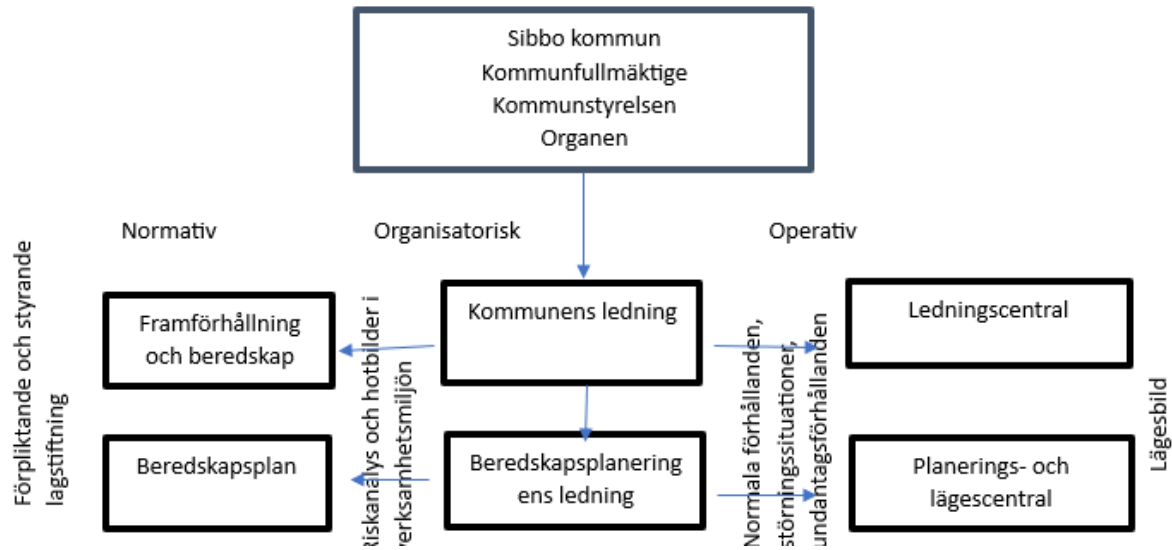 Sibbo kommun
Kommunfullmäktige
Kommunstyrelsen
Organen
Normativ
Organisatorisk
Operativ
Förpliktande och styrande
lagstiftning
Framförhållning
och beredskap
Riskanalys och hotbilder i
verksamhetsmiljön
Kommunens ledning
Normala förhållanden,
störningssituationer,
undantagsförhållanden
Ledningscentral
Lägesbild
Beredskapsplan
Beredskapsplanering
ens ledning
Planerings- och
lägescentral